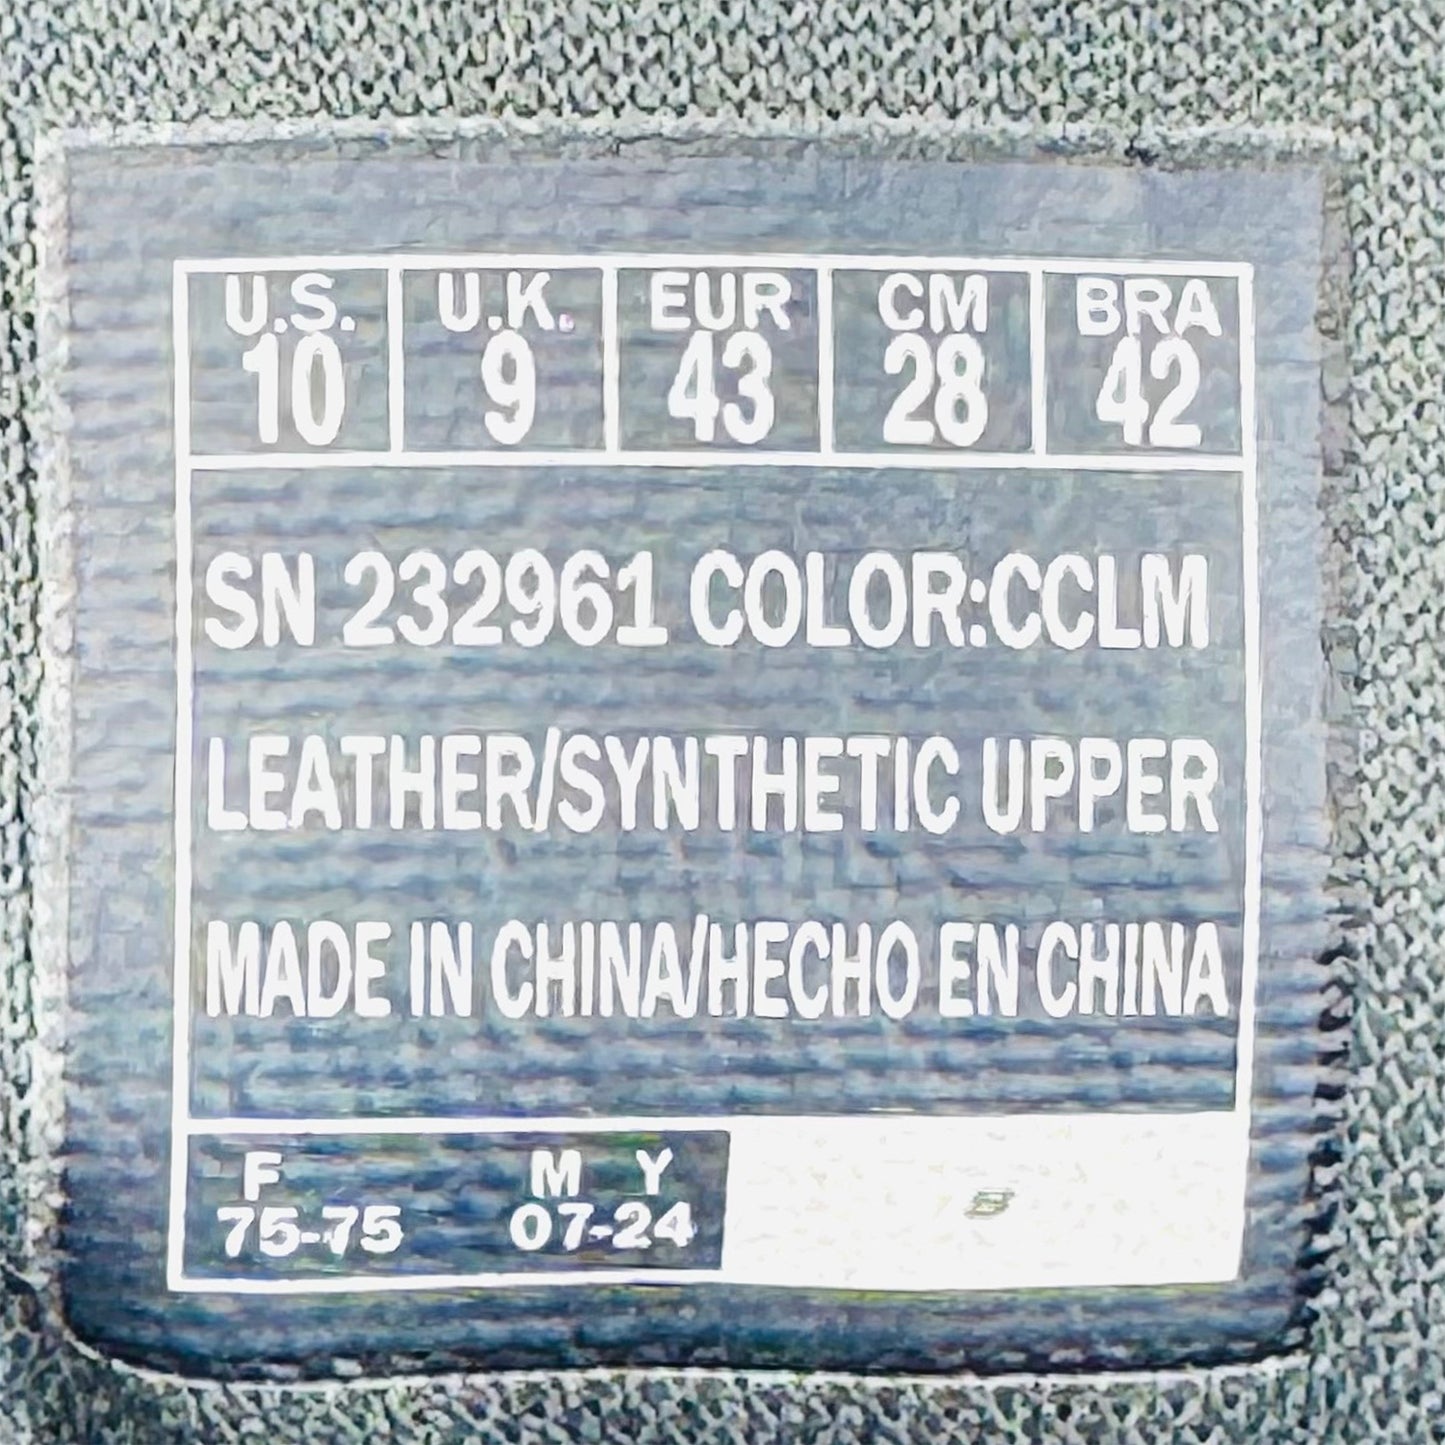 U.S. U.K. EUR CM BRA
10 9 43 28 42
SN 232961 COLOR:CCLM
LEATHER/SYNTHETIC UPPER
MADE IN CHINA/HECHO EN CHINA
F M Y
75-75 07-24